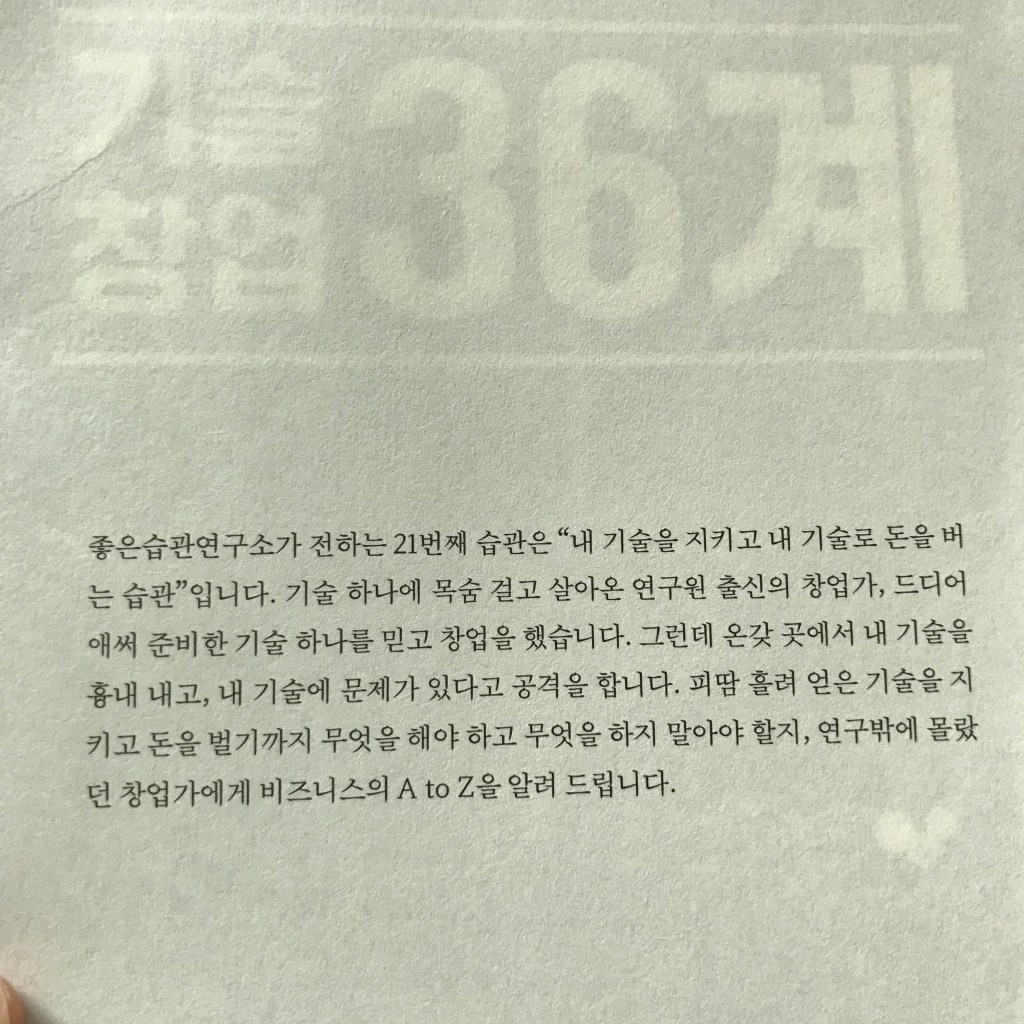 기술 36계
창업
좋은습관연구소가 전하는 21번째 습관은 “내 기술을 지키고 내 기술로 돈을 버
는 습관”입니다. 기술 하나에 목숨 걸고 살아온 연구원 출신의 창업가, 드디어
애써 준비한 기술 하나를 믿고 창업을 했습니다. 그런데 온갖 곳에서 내 기술을
흉내 내고, 내 기술에 문제가 있다고 공격을 합니다. 피땀 흘려 얻은 기술을 지
키고 돈을 벌기까지 무엇을 해야 하고 무엇을 하지 말아야 할지, 연구밖에 몰랐
던 창업가에게 비즈니스의 A to Z을 알려 드립니다.